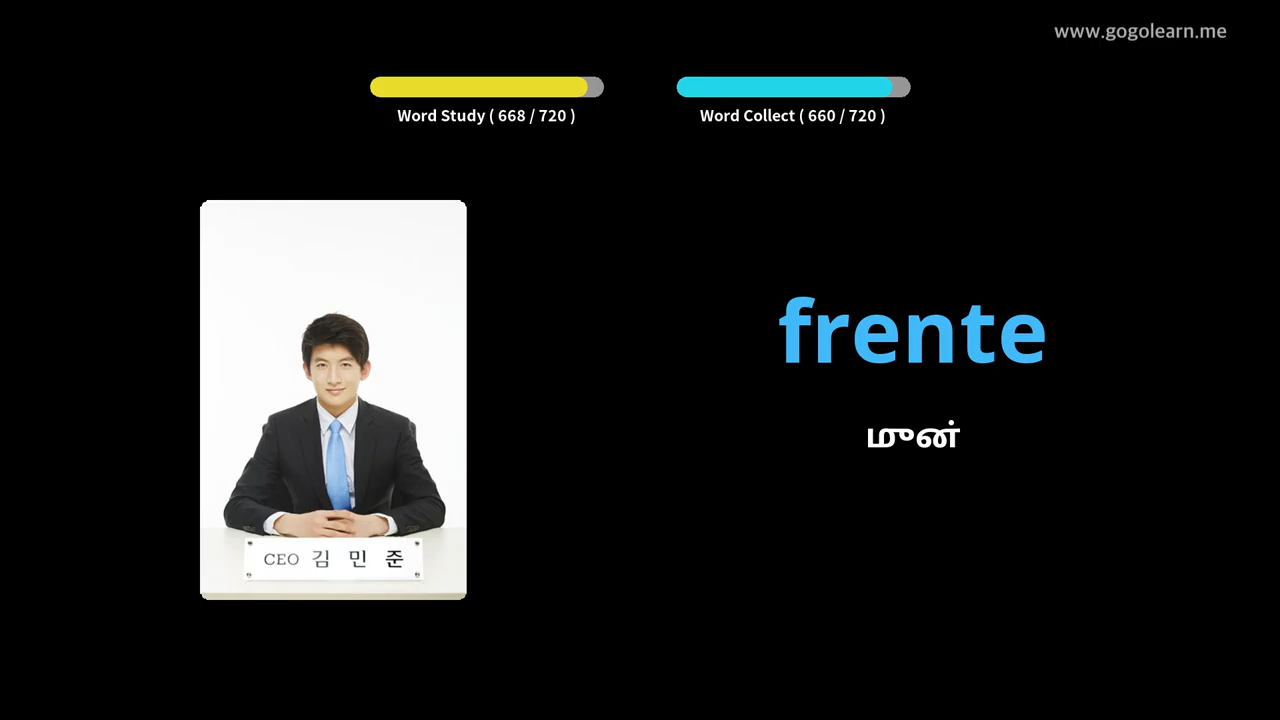 www.gogolearn.me
Word Study ( 668 / 720 )
Word Collect ( 660 / 720 )
frente
முன்
CEO 김 민 준